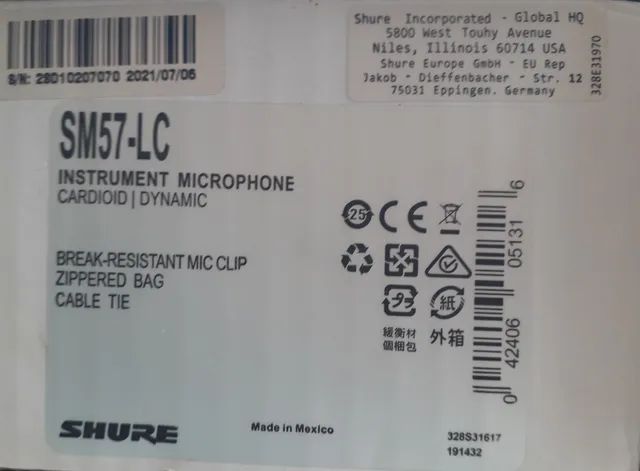 S/N: 28D10207070 2021/07/06
Shure Incorporated - Global HQ
5800 West Touhy Avenue
Niles, Illinois 60714 USA
Shure Europe GmbH - EU Rep
Jakob - Dieffenbacher - Str. 12
75031 Eppingen. Germany
328E31970
SM57-LC
INSTRUMENT MICROPHONE
CARDIOID | DYNAMIC
BREAK-RESISTANT MIC CLIP
ZIPPERED BAG
CABLE TIE
25
CE
プラ
紙
緩衝材
個梱包
外箱
0 42406 05131 6
SHURE
Made in Mexico
328S31617
191432